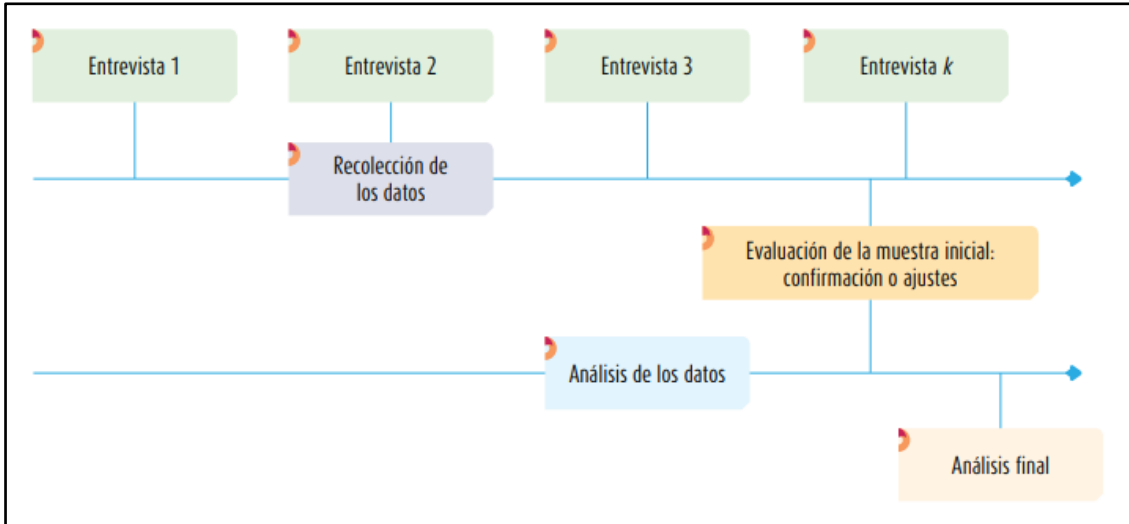 Entrevista 1
Entrevista 2
Entrevista 3
Entrevista k
Recolección de
los datos
Evaluación de la muestra inicial:
confirmación o ajustes
Análisis de los datos
Análisis final